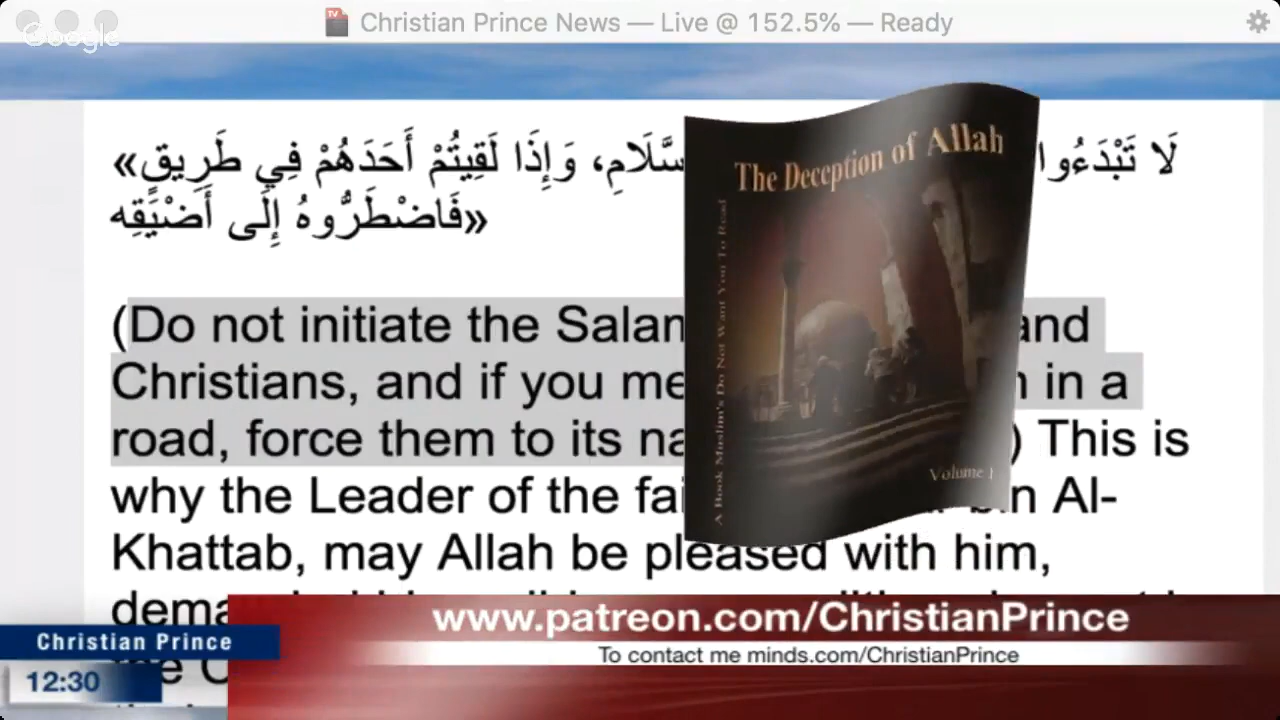 Christian Prince News — Live @ 152.5% — Ready
Google
لَا تَبْدَءُوا سَّلَامِ، وَإِذَا لَقِيتُمْ أَحَدَهُمْ فِي طَرِيقٍ»
فَاضْطَرُّوهُ إِلَى أَضْيَقِه»
(Do not initiate the Salam and
Christians, and if you me in a
road, force them to its na ) This is
why the Leader of the fai bin Al-
Khattab, may Allah be pleased with him,
the C
The Deception of Allah
A Book Muslim's Do Not Want You To Read
Volume 1
www.patreon.com/ChristianPrince
To contact me minds.com/ChristianPrince
Christian Prince
12:30